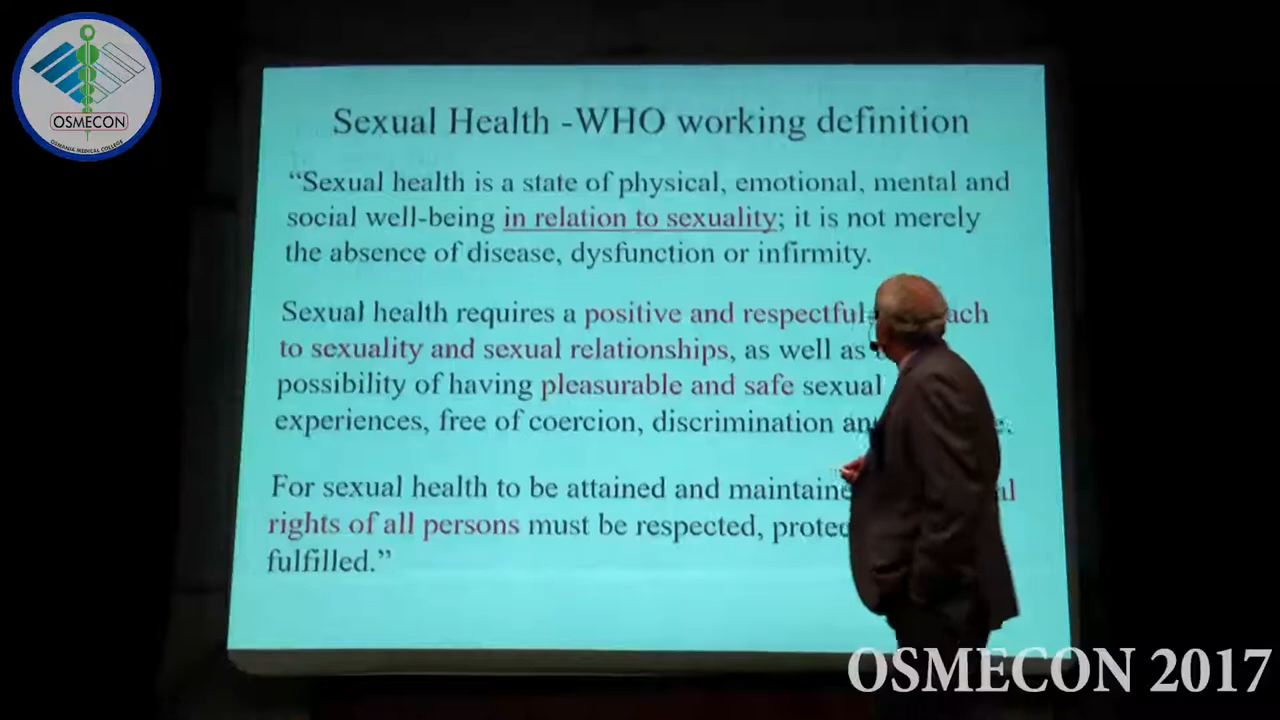 OSMECON
OSMANIA MEDICAL COLLEGE
Sexual Health -WHO working definition
“Sexual health is a state of physical, emotional, mental and
social well-being in relation to sexuality; it is not merely
the absence of disease, dysfunction or infirmity.
Sexual health requires a positive and respectful
to sexuality and sexual relationships, as well as
possibility of having pleasurable and safe sexual
experiences, free of coercion, discrimination
For sexual health to be attained and
rights of all persons must be respected,
fulfilled.”
OSMECON 2017